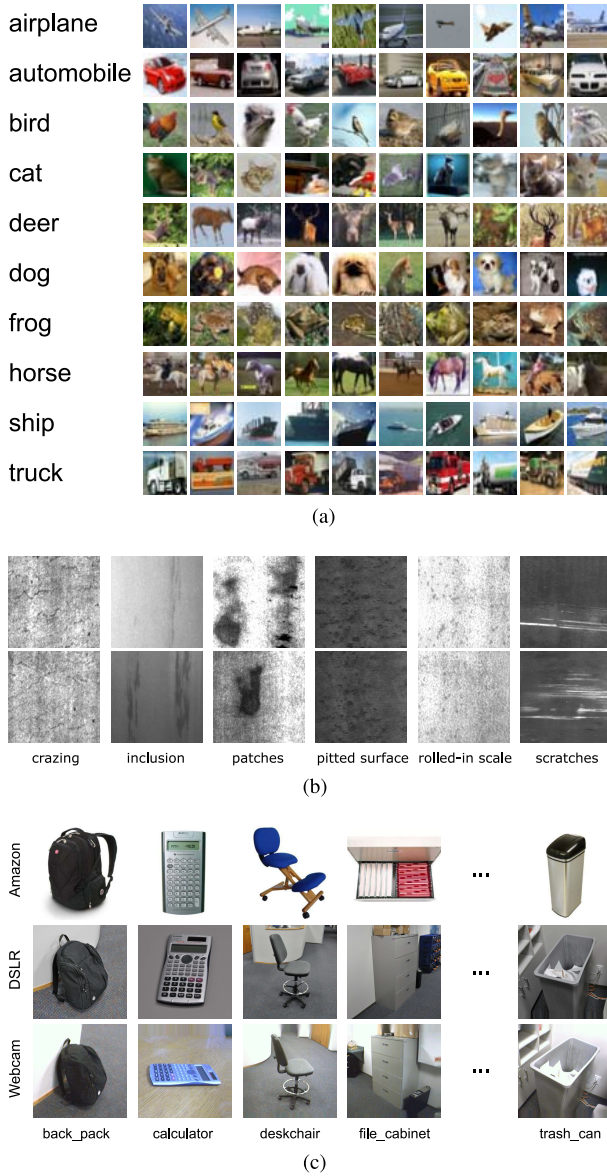 airplane
automobile
bird
cat
deer
dog
frog
horse
ship
truck
(a)
crazing inclusion patches pitted surface rolled-in scale scratches
(b)
Amazon
...
DSLR
...
Webcam
...
back_pack calculator deskchair file_cabinet trash_can
(c)